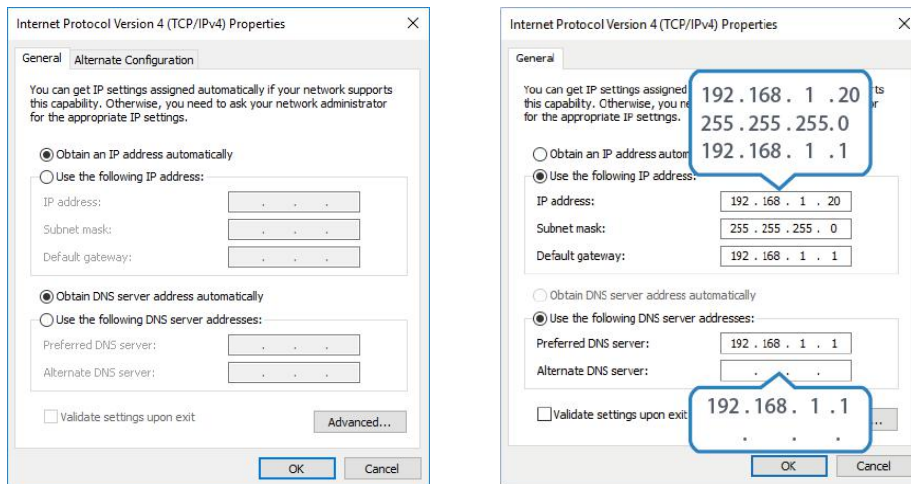 Internet Protocol Version 4 (TCP/IPv4) Properties
General
Alternate Configuration
You can get IP settings assigned automatically if your network supports
this capability. Otherwise, you need to ask your network administrator
for the appropriate IP settings.
Obtain an IP address automatically
Use the following IP address:
IP address:
Subnet mask:
Default gateway:
Obtain DNS server address automatically
Use the following DNS server addresses:
Preferred DNS server:
Alternate DNS server:
Validate settings upon exit
Advanced...
OK
Cancel
Internet Protocol Version 4 (TCP/IPv4) Properties
General
You can get IP settings assigned
this capability. Otherwise, you
for the appropriate IP settings.
192.168. 1 .20
255.255.255.0
192.168. 1 .1
Obtain an IP address
Use the following IP address:
IP address: 192 . 168 . 1 . 20
Subnet mask: 255 . 255 . 255 . 0
Default gateway: 192 . 168 . 1 . 1
Obtain DNS server address automatically
Use the following DNS server addresses:
Preferred DNS server: 192 . 168 . 1 . 1
Alternate DNS server:
192.168. 1 .1
Validate settings upon exit
OK
Cancel